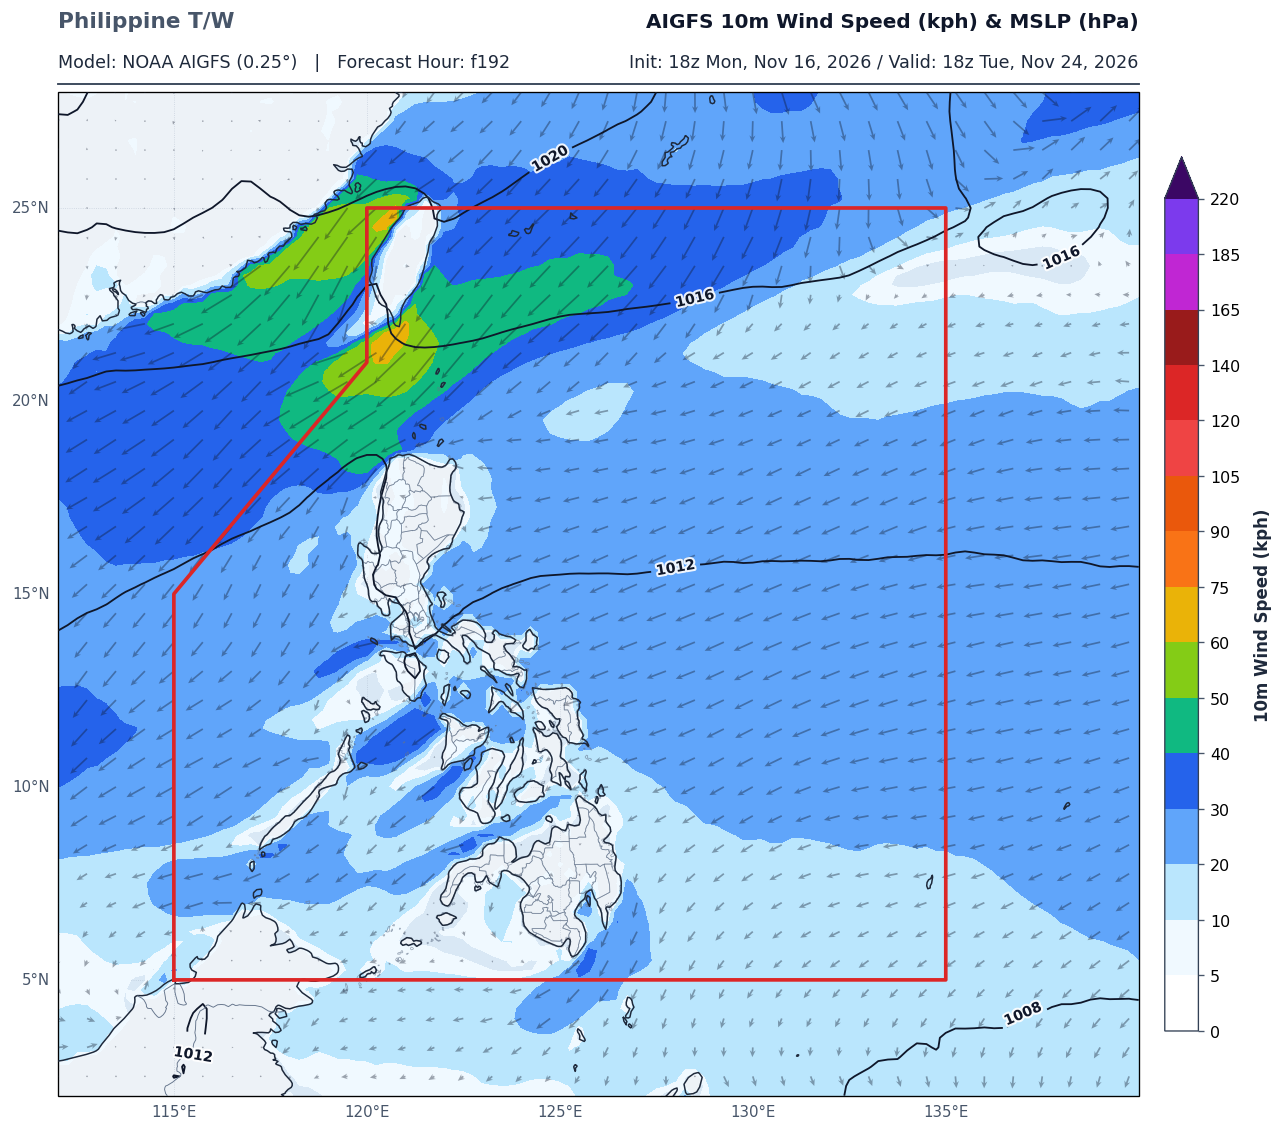 Philippine T/W
AIGFS 10m Wind Speed (kph) & MSLP (hPa)
Model: NOAA AIGFS (0.25°) | Forecast Hour: f192
Init: 18z Mon, Nov 16, 2026 / Valid: 18z Tue, Nov 24, 2026
1020
1016
1016
1012
1008
1012
25°N
20°N
15°N
10°N
5°N
115°E
120°E
125°E
130°E
135°E
220
185
165
140
120
105
90
75
60
50
40
30
20
10
5
0
10m Wind Speed (kph)